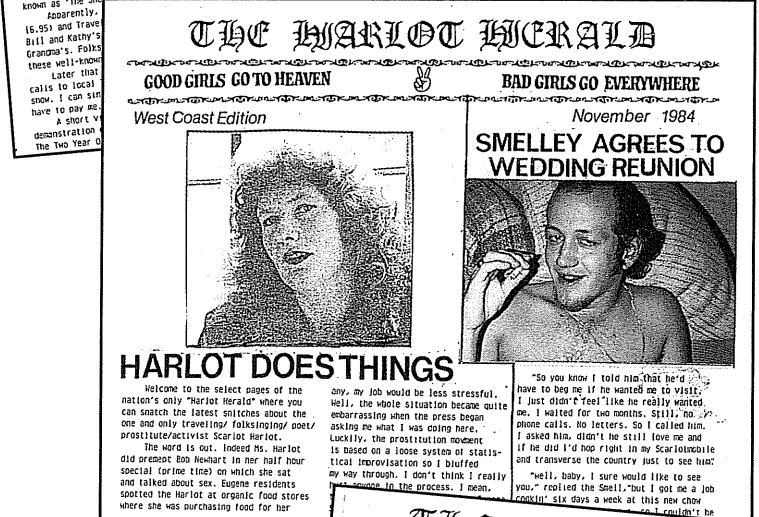 known as 'The
Apparently,
(6.95) and Trave
Bill and Kathy's
Grandma's. Folks
these well-known
Later that
calls to local
snow. I can sin
have to pay me.
A short v
demonstration
The Two Year O
THE HARLOT HERALD
GOOD GIRLS GO TO HEAVEN
BAD GIRLS GO EVERYWHERE
West Coast Edition
November 1984
HARLOT DOES THINGS
Welcome to the select pages of the
nation's only "Harlot Herald" where you
can snatch the latest snitches about the
one and only traveling/ folksinging/ poet/
prostitute/activist Scarlot Harlot.
The word is out. Indeed Ms. Harlot
did preempt Bob Newhart in her half hour
special (prime time) on which she sat
and talked about sex. Eugene residents
spotted the Harlot at organic food stores
where she was purchasing food for her
any, my job would be less stressful.
Well, the whole situation became quite
embarrassing when the press began
asking me what I was doing here.
Luckily, the prostitution movment
is based on a loose system of statis-
tical improvisation so I bluffed
my way through. I don't think I really
hurt anyone in the process. I mean,
SMELLEY AGREES TO
WEDDING REUNION
"So you know I told him that he'd
have to beg me if he wanted me to visit.
I just didn't feel like he really wanted
me. I waited for two months. Still, no
phone calls. No letters. So I called him.
I asked him, didn't he still love me and
if he did I'd hop right in my Scarlotmobile
and transverse the country just to see him.
"Well, baby, I sure would like to see
you," replied the Smell, "but I got me a job
cookin' six days a week at this new chow
so I couldn't be